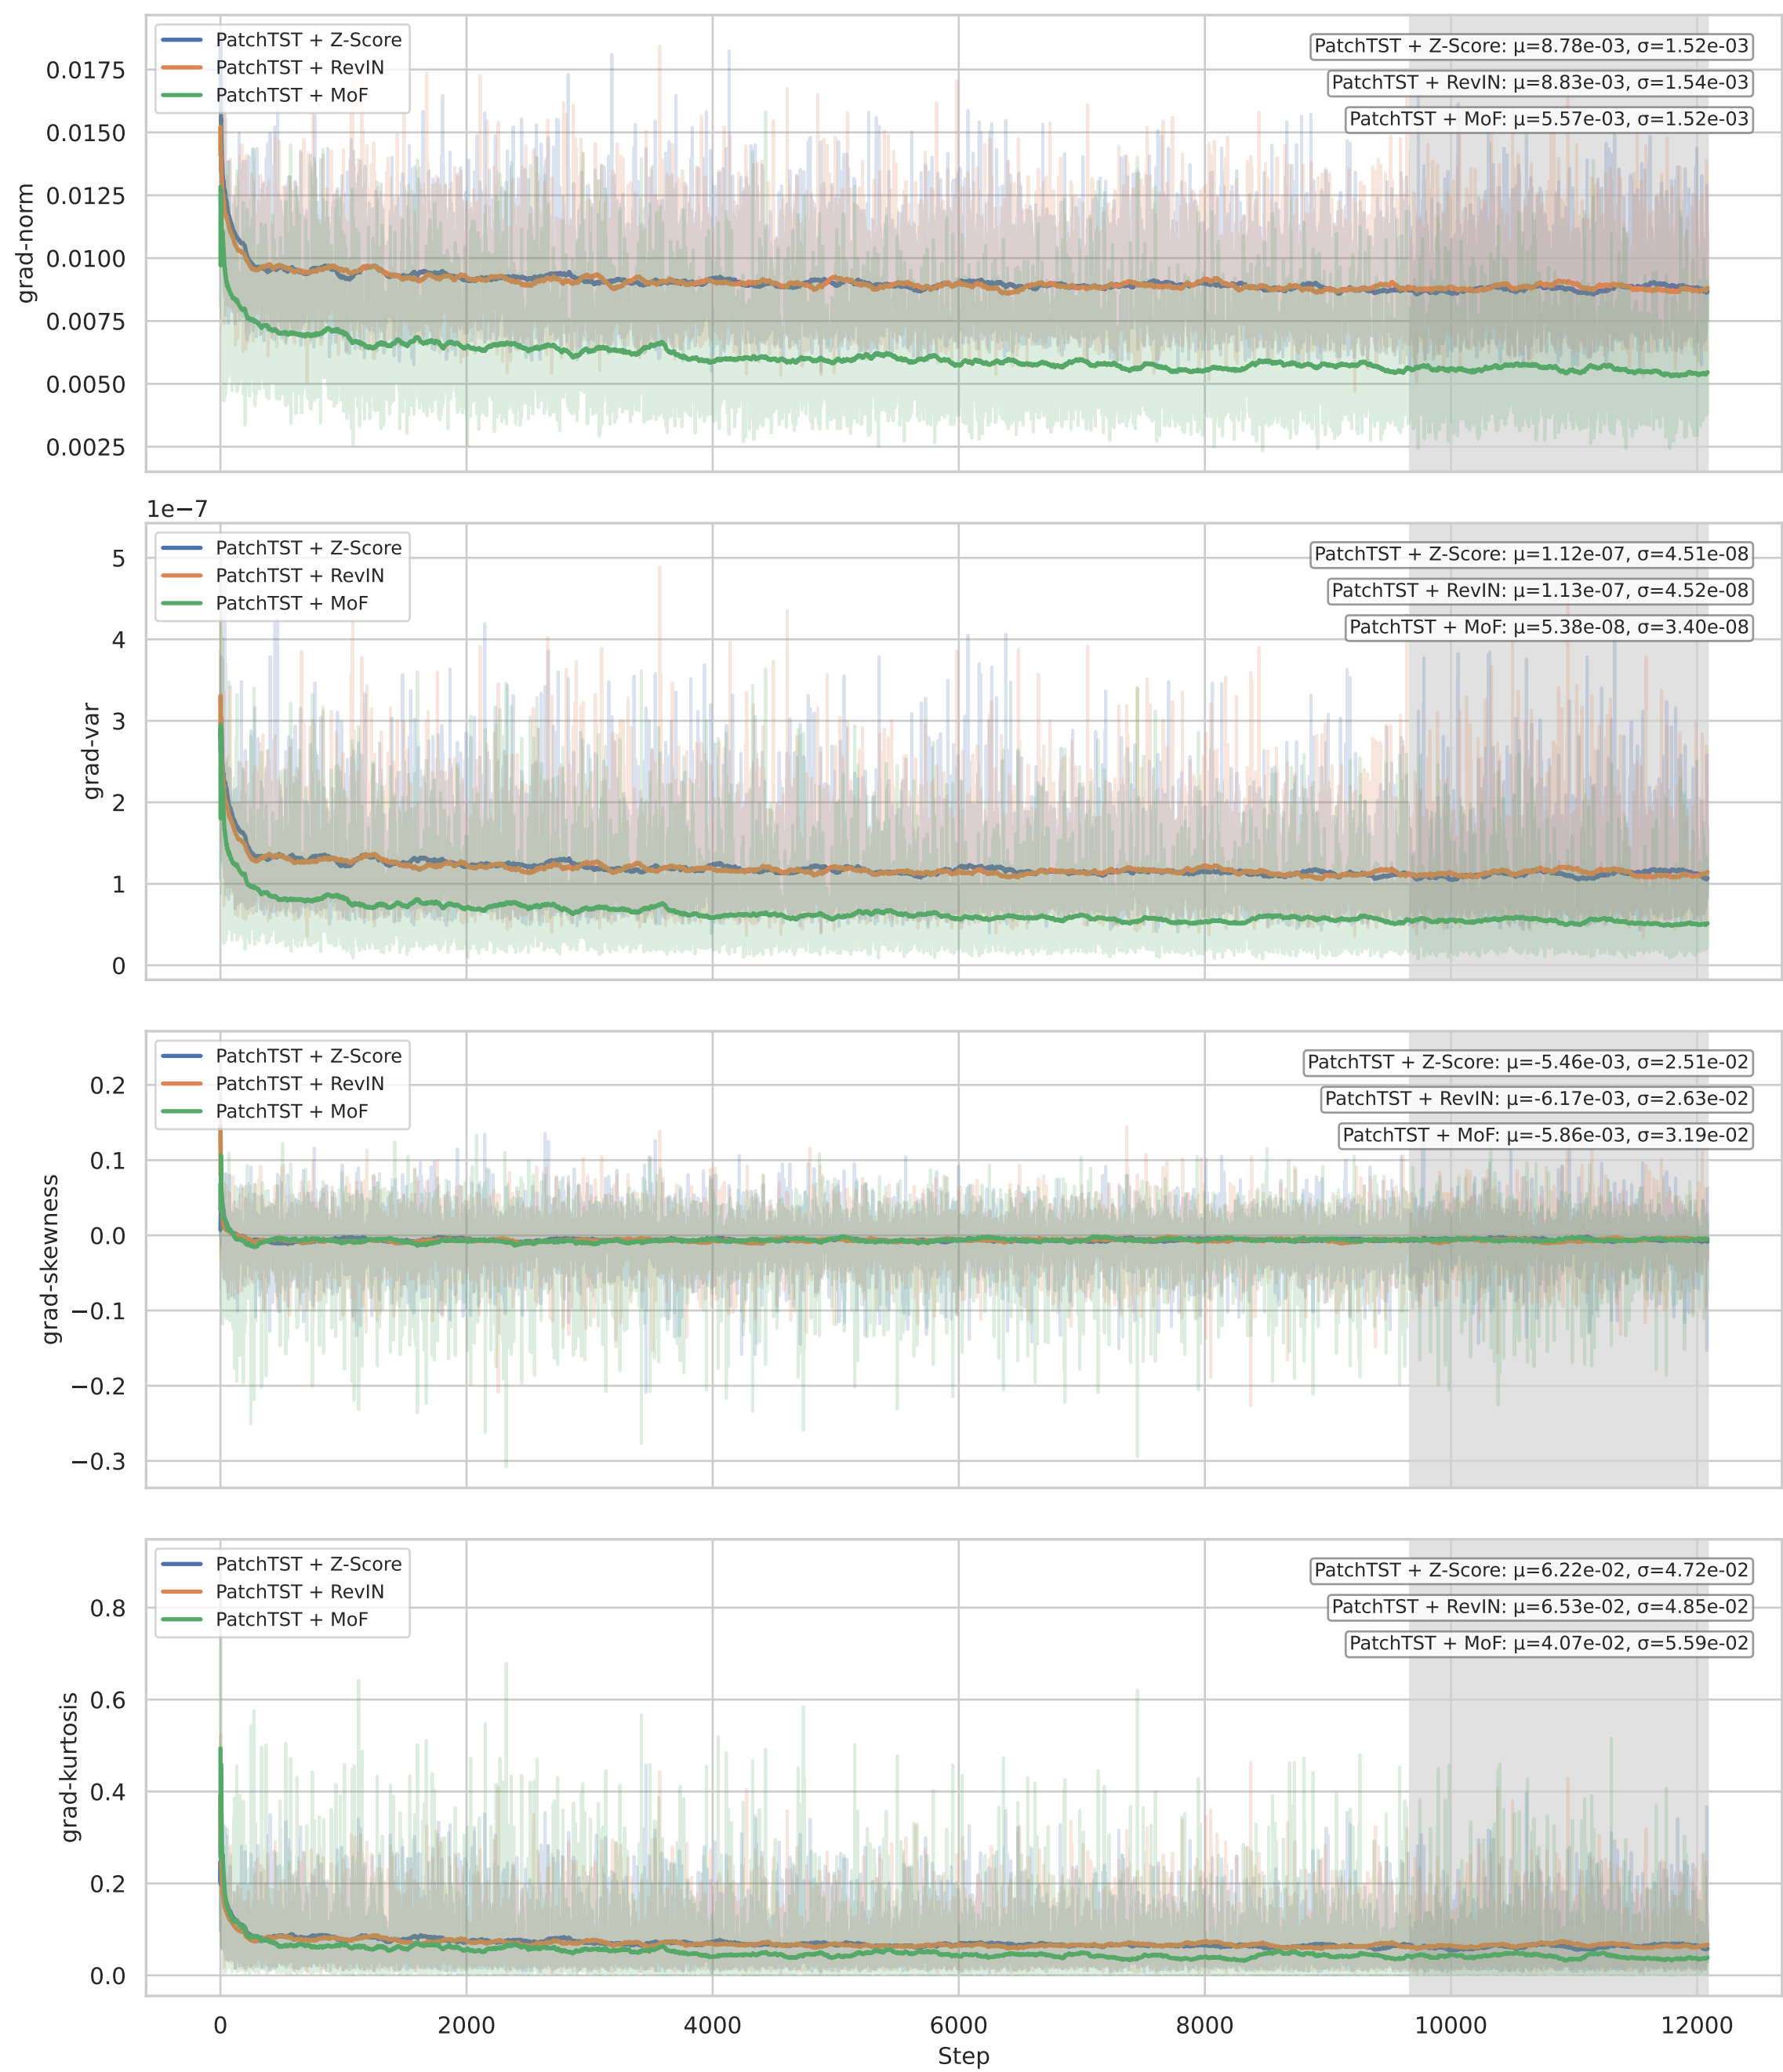 PatchTST + Z-Score
PatchTST + RevIN
PatchTST + MoF
PatchTST + Z-Score: μ=8.78e-03, σ=1.52e-03
PatchTST + RevIN: μ=8.83e-03, σ=1.54e-03
PatchTST + MoF: μ=5.57e-03, σ=1.52e-03
grad-norm
0.0175
0.0150
0.0125
0.0100
0.0075
0.0050
0.0025
1e−7
PatchTST + Z-Score
PatchTST + RevIN
PatchTST + MoF
PatchTST + Z-Score: μ=1.12e-07, σ=4.51e-08
PatchTST + RevIN: μ=1.13e-07, σ=4.52e-08
PatchTST + MoF: μ=5.38e-08, σ=3.40e-08
grad-var
5
4
3
2
1
0
PatchTST + Z-Score
PatchTST + RevIN
PatchTST + MoF
PatchTST + Z-Score: μ=-5.46e-03, σ=2.51e-02
PatchTST + RevIN: μ=-6.17e-03, σ=2.63e-02
PatchTST + MoF: μ=-5.86e-03, σ=3.19e-02
grad-skewness
0.2
0.1
0.0
−0.1
−0.2
−0.3
PatchTST + Z-Score
PatchTST + RevIN
PatchTST + MoF
PatchTST + Z-Score: μ=6.22e-02, σ=4.72e-02
PatchTST + RevIN: μ=6.53e-02, σ=4.85e-02
PatchTST + MoF: μ=4.07e-02, σ=5.59e-02
grad-kurtosis
0.8
0.6
0.4
0.2
0.0
0 2000 4000 6000 8000 10000 12000
Step